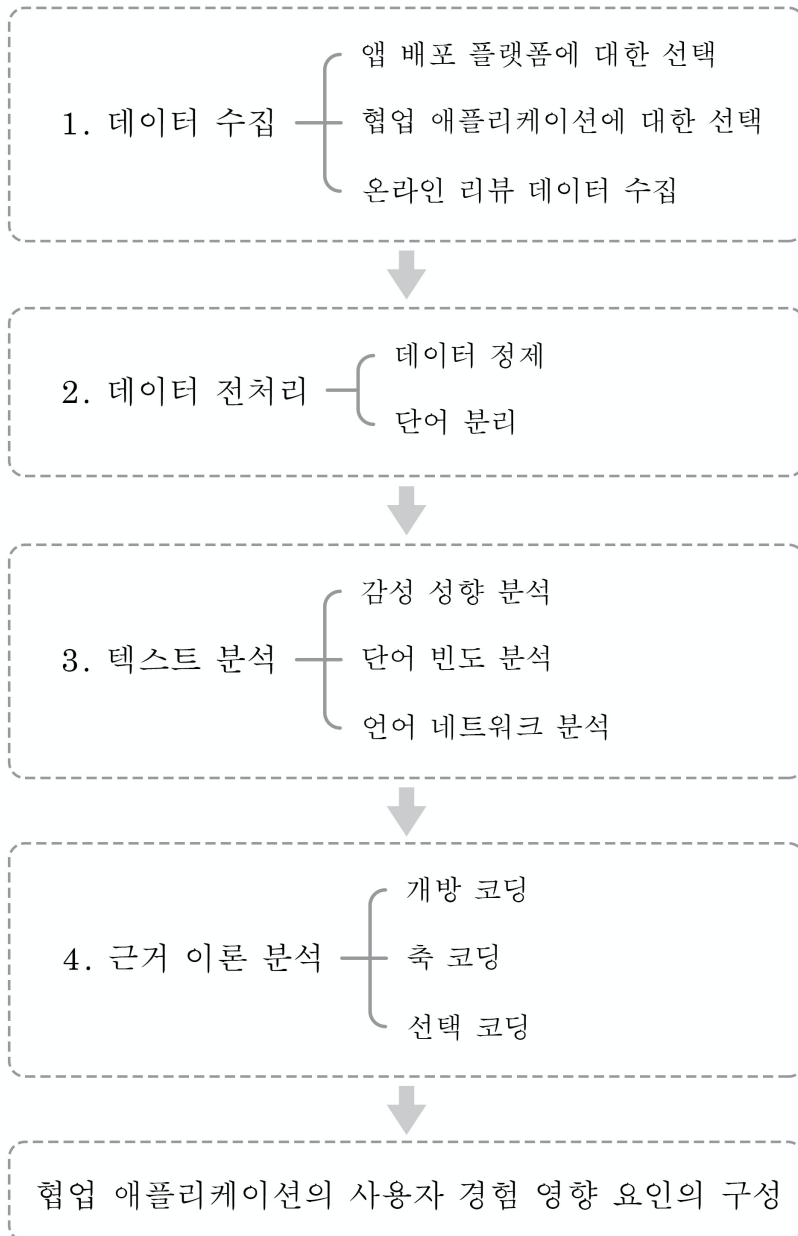 1. 데이터 수집
앱 배포 플랫폼에 대한 선택
협업 애플리케이션에 대한 선택
온라인 리뷰 데이터 수집
2. 데이터 전처리
데이터 정제
단어 분리
3. 텍스트 분석
감성 성향 분석
단어 빈도 분석
언어 네트워크 분석
4. 근거 이론 분석
개방 코딩
축 코딩
선택 코딩
협업 애플리케이션의 사용자 경험 영향 요인의 구성